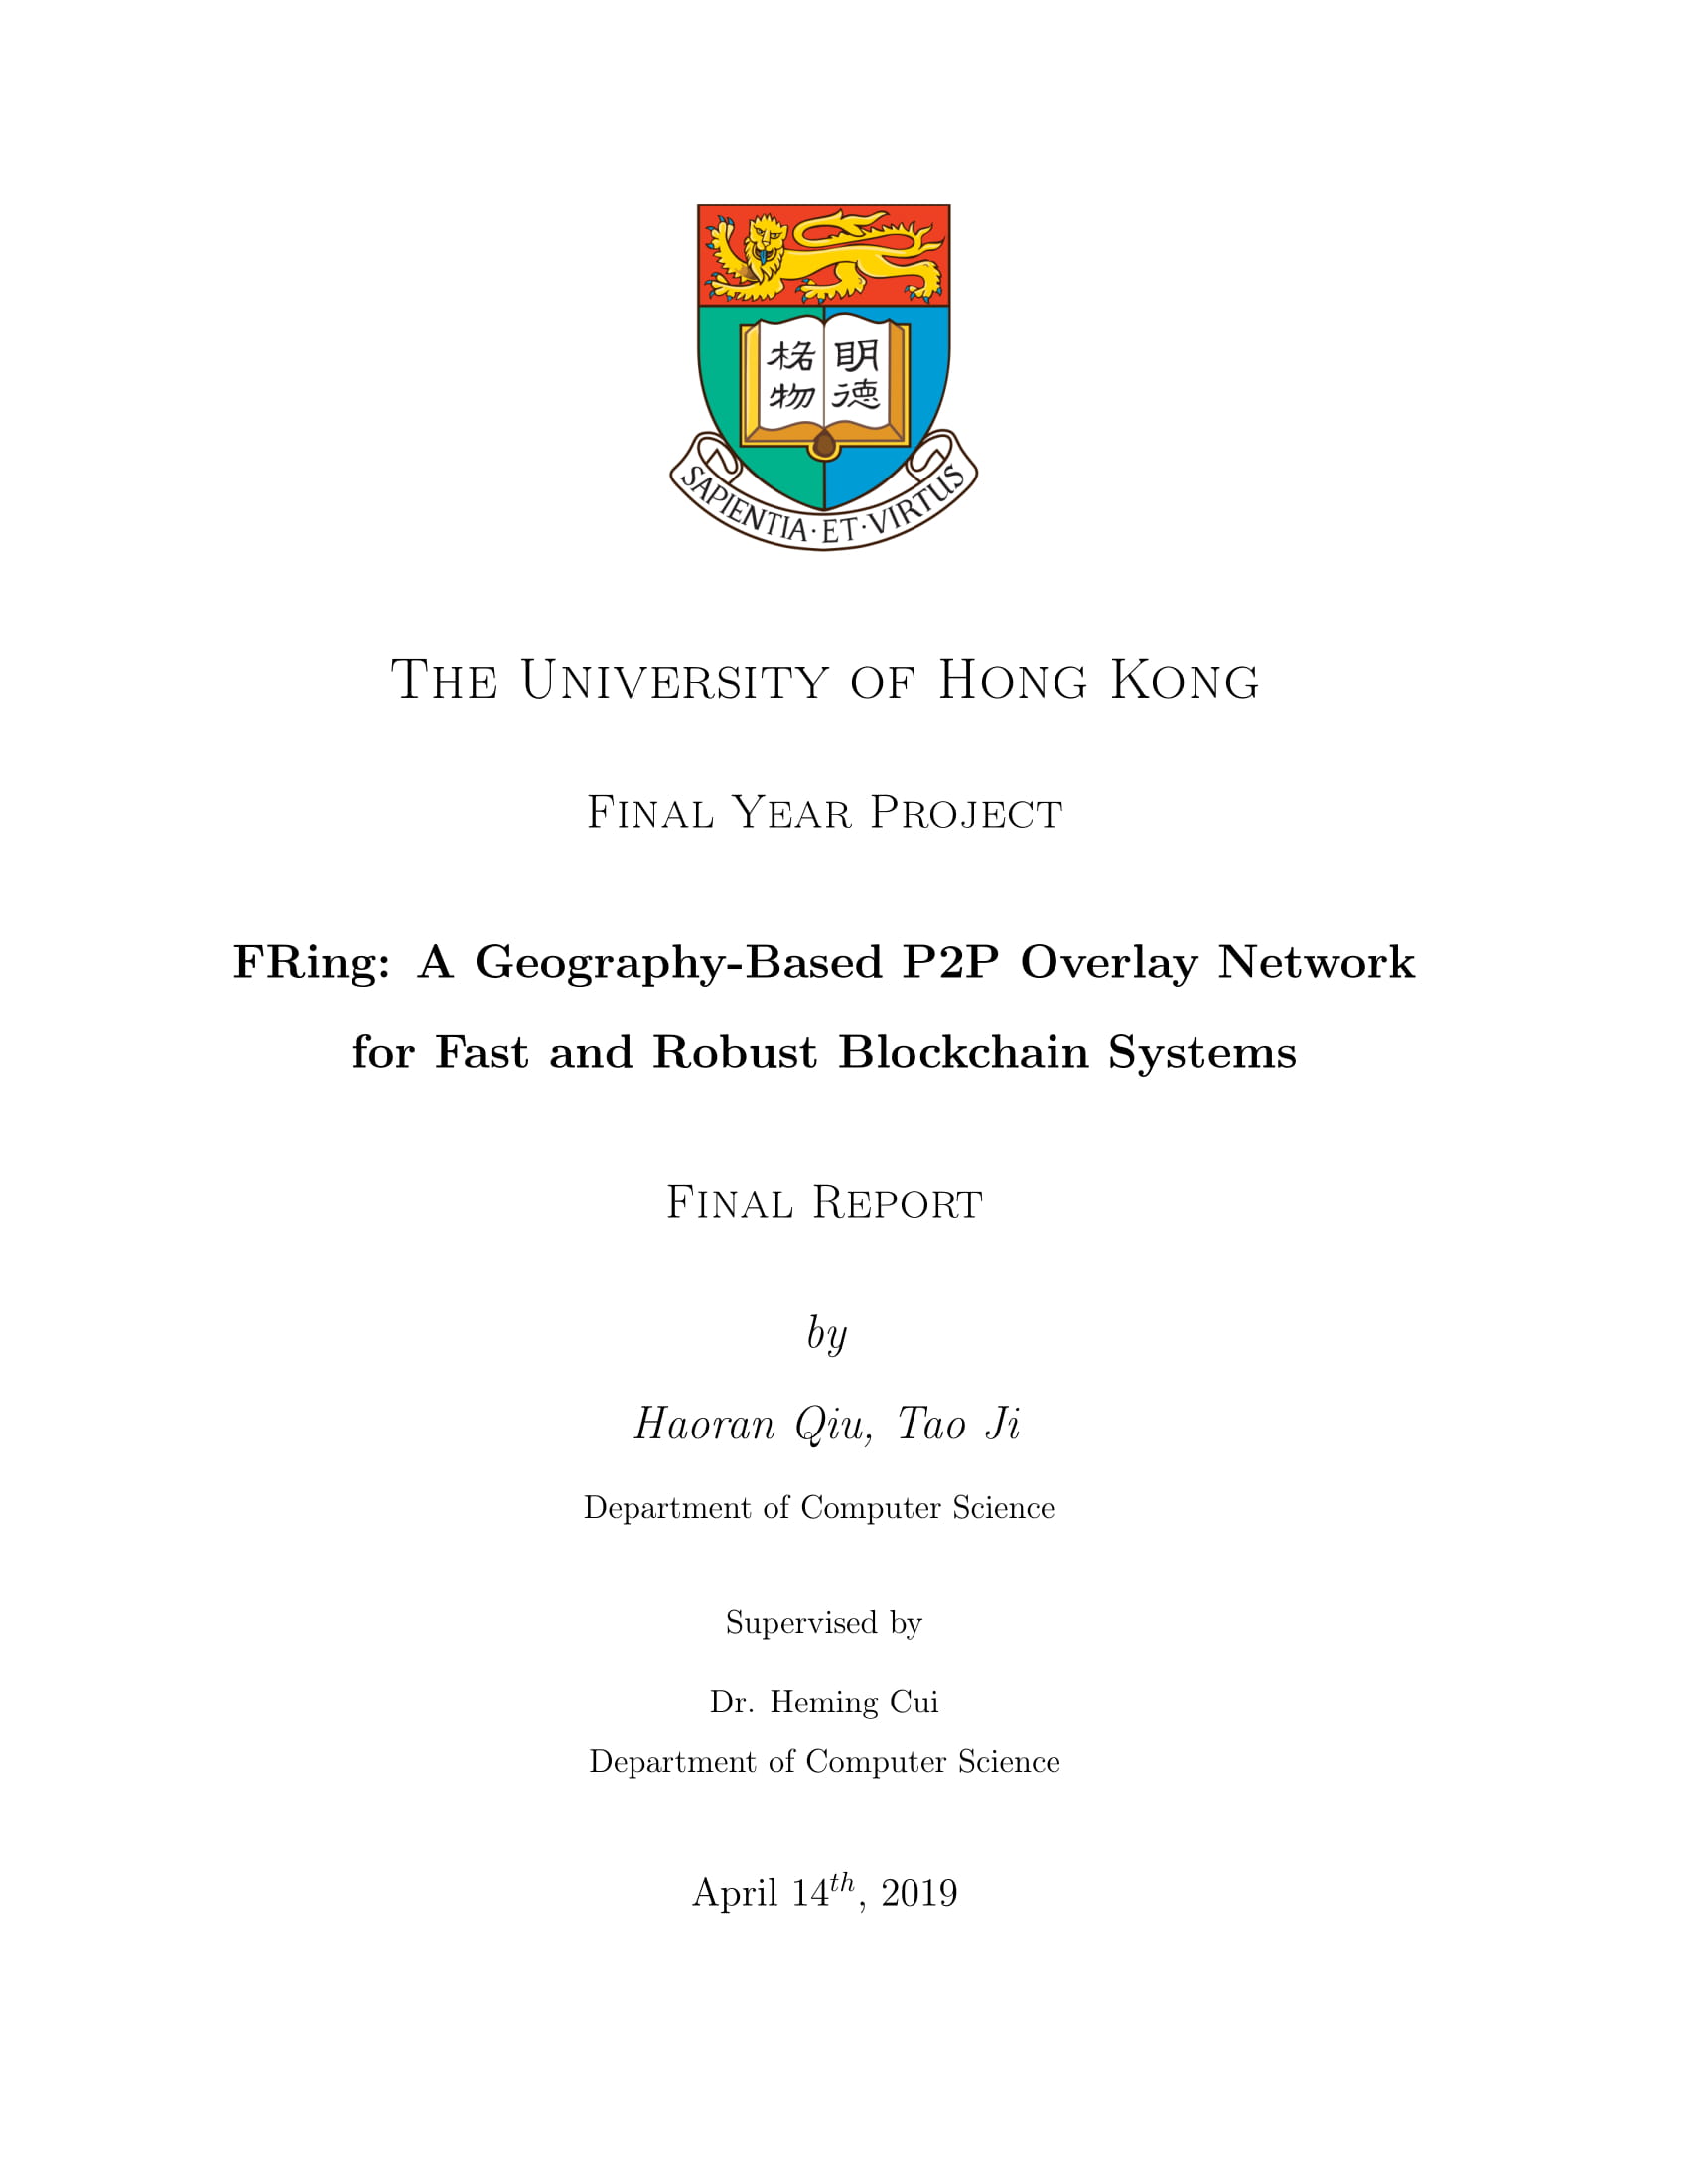 明德
格物
SAPIENTIA·ET·VIRTUS
THE UNIVERSITY OF HONG KONG
FINAL YEAR PROJECT
FRing: A Geography-Based P2P Overlay Network
for Fast and Robust Blockchain Systems
FINAL REPORT
by
Haoran Qiu, Tao Ji
Department of Computer Science
Supervised by
Dr. Heming Cui
Department of Computer Science
April 14th, 2019